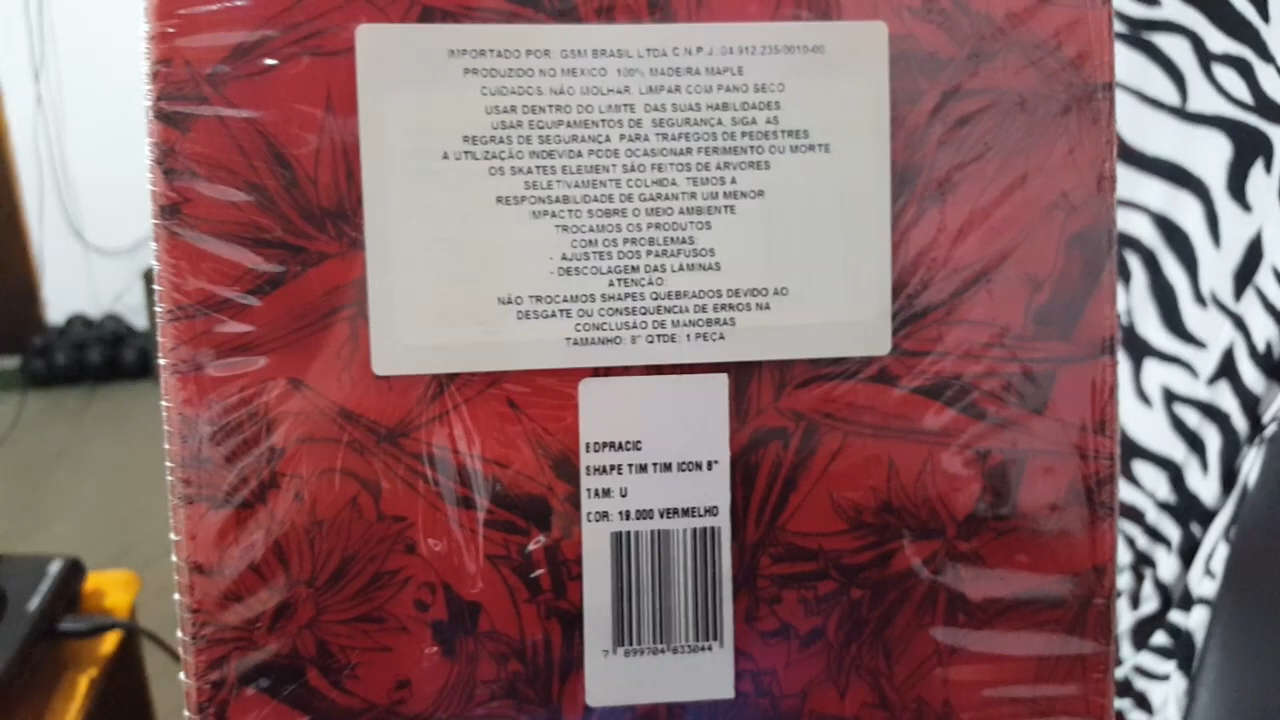 IMPORTADO POR: GSM BRASIL LTDA C.N.P.J.:04.912.235/0010-00
PRODUZIDO NO MEXICO 100% MADEIRA MAPLE
CUIDADOS: NÃO MOLHAR, LIMPAR COM PANO SECO
USAR DENTRO DO LIMITE DAS SUAS HABILIDADES.
USAR EQUIPAMENTOS DE SEGURANÇA, SIGA AS
REGRAS DE SEGURANÇA PARA TRAFEGOS DE PEDESTRES
A UTILIZAÇÃO INDEVIDA PODE OCASIONAR FERIMENTO OU MORTE
OS SKATES ELEMENT SÃO FEITOS DE ARVORES
SELETIVAMENTE COLHIDA, TEMOS A
RESPONSABILIDADE DE GARANTIR UM MENOR
IMPACTO SOBRE O MEIO AMBIENTE
TROCAMOS OS PRODUTOS
COM OS PROBLEMAS:
- AJUSTES DOS PARAFUSOS
- DESCOLAGEM DAS LÂMINAS
ATENÇÃO:
NÃO TROCAMOS SHAPES QUEBRADOS DEVIDO AO
DESGATE OU CONSEQUÊNCIA DE ERROS NA
CONCLUSÃO DE MANOBRAS
TAMANHO: 8" QTDE: 1 PEÇA
EDPRACIC
SHAPE TIM TIM ICON 8"
TAM: U
COR: 19.000 VERMELHO
7 899704 833044